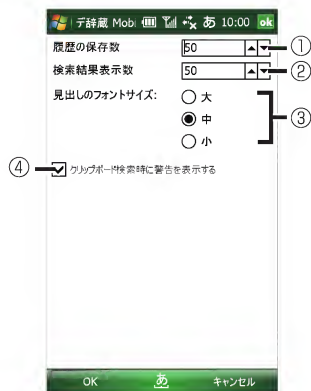 デ辞蔵 Mobi あ 10:00 ok
履歴の保存数 50 ①
検索結果表示数 50 ②
見出しのフォントサイズ: 大
中 ③
小
④ クリップボード検索時に警告を表示する
OK あ キャンセル